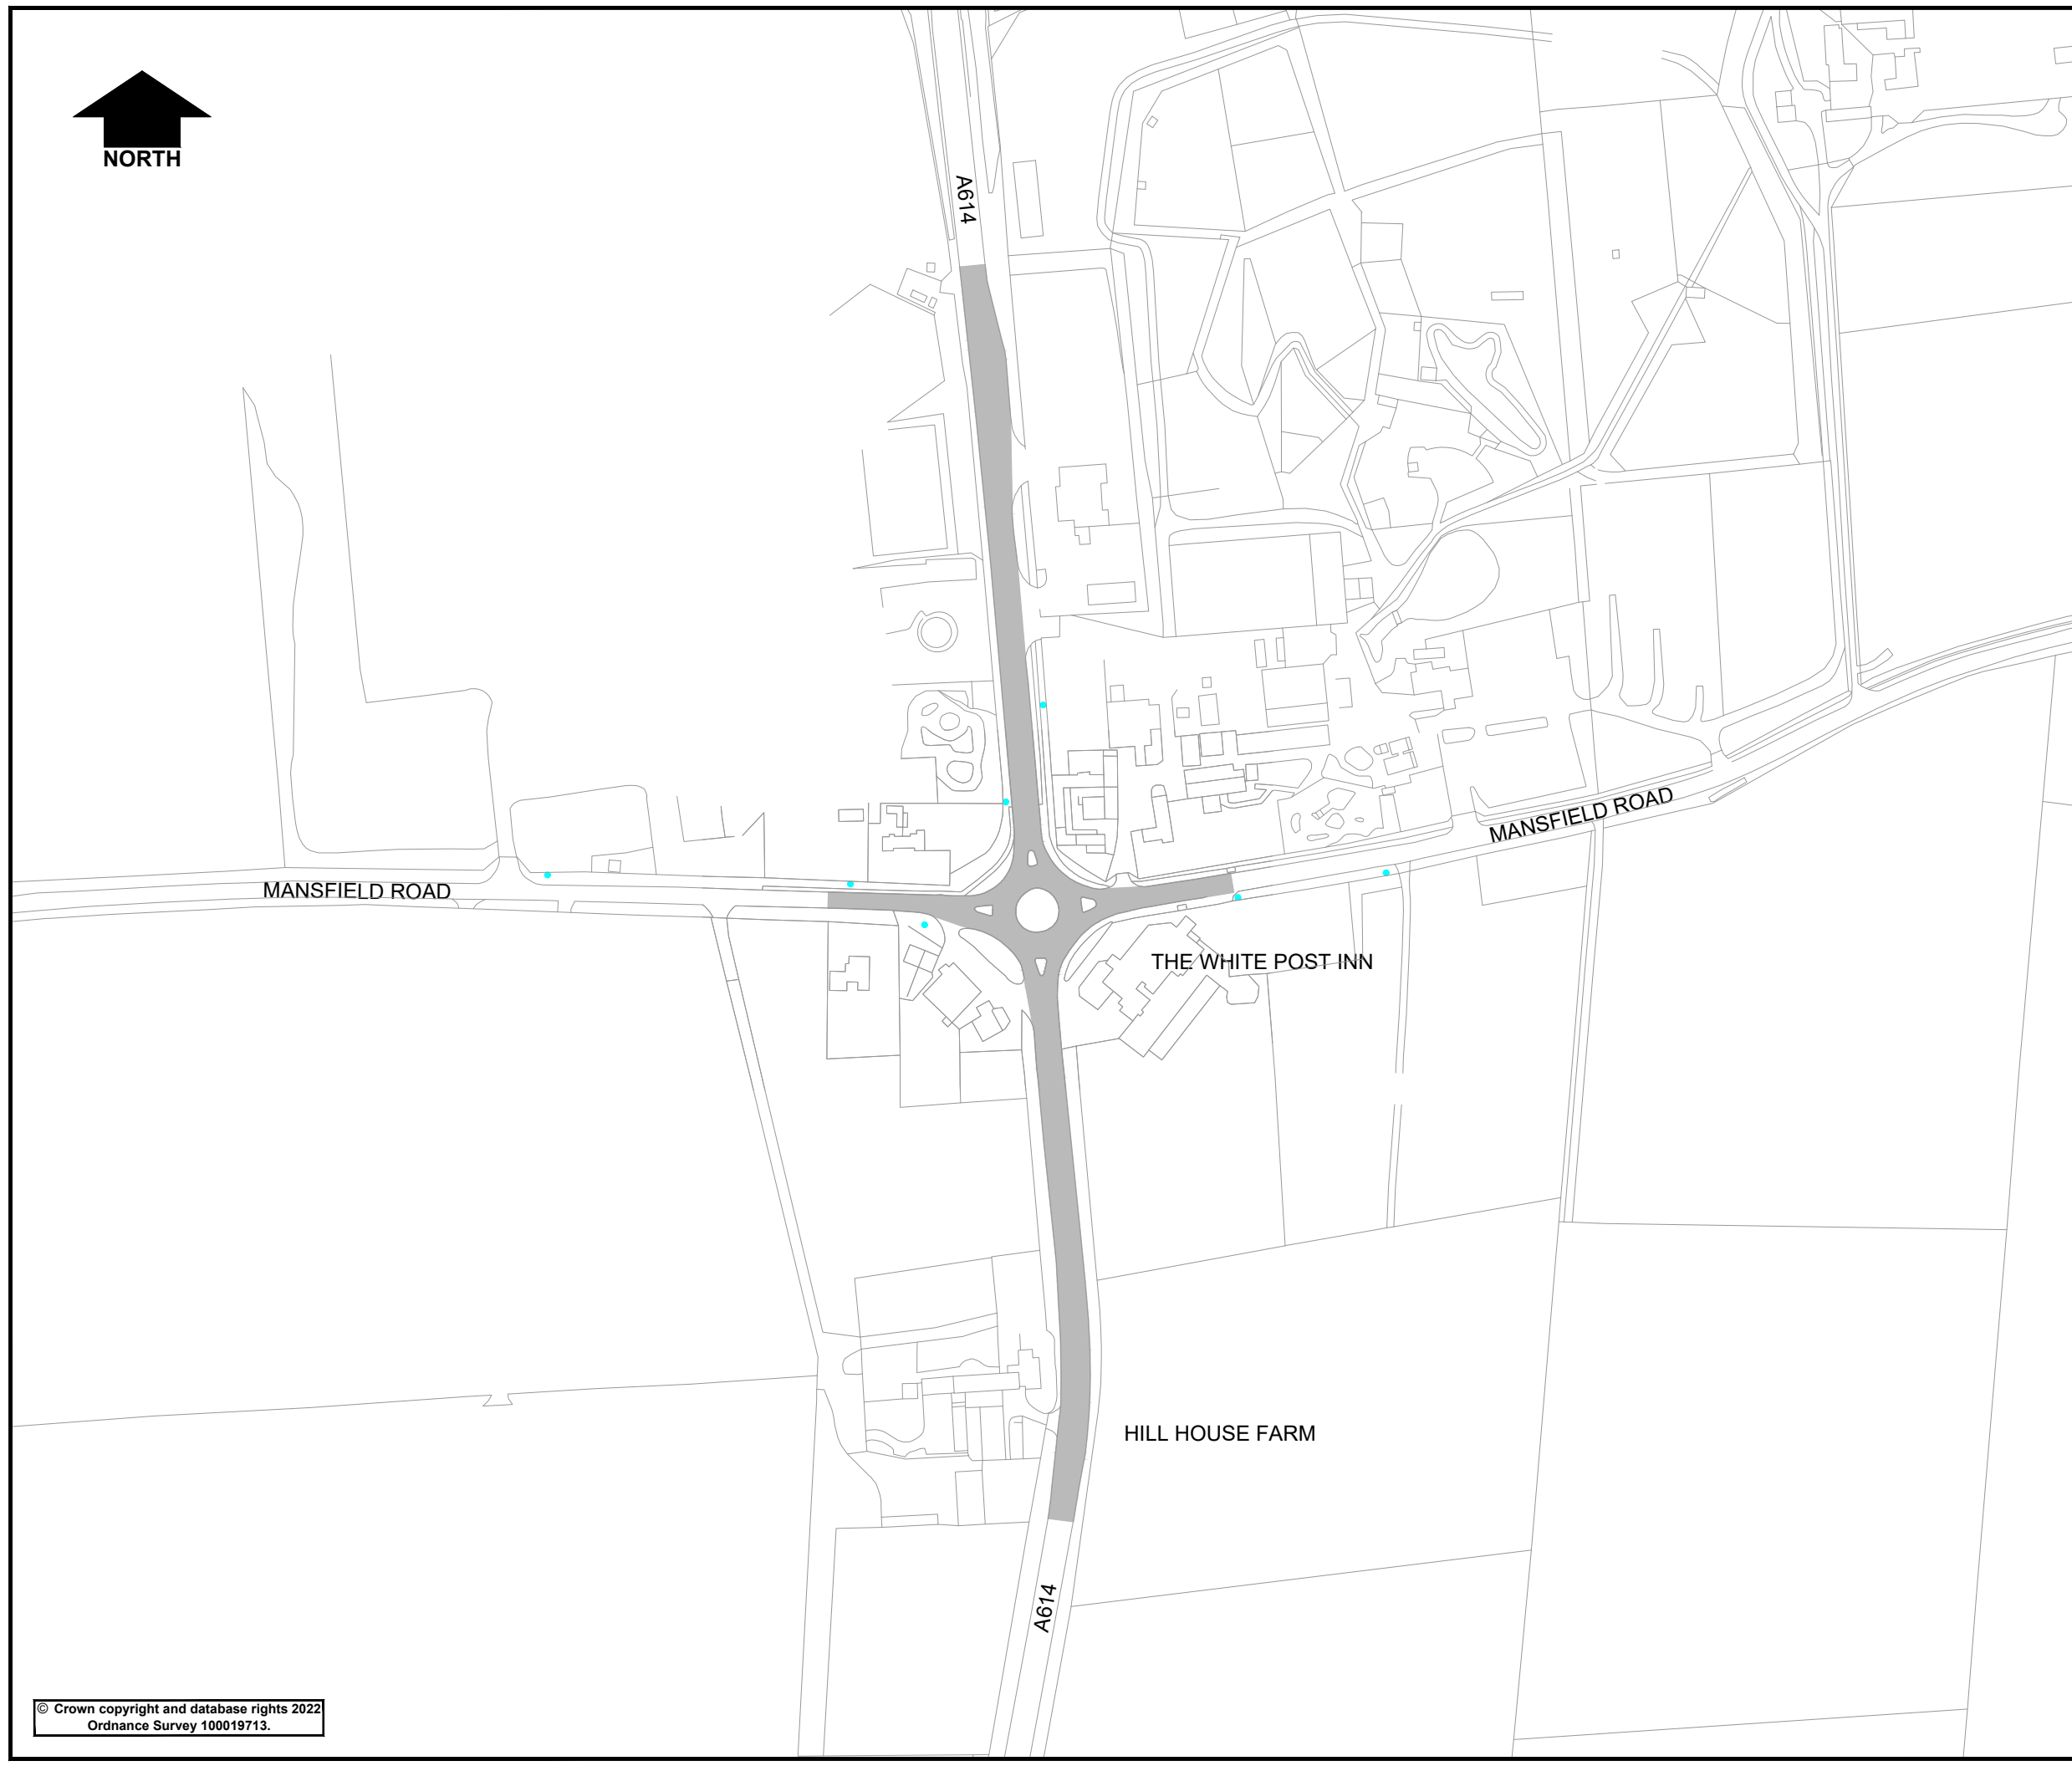 NORTH
A614
MANSFIELD ROAD
MANSFIELD ROAD
THE WHITE POST INN
HILL HOUSE FARM
A614
© Crown copyright and database rights 2022
Ordnance Survey 100019713.